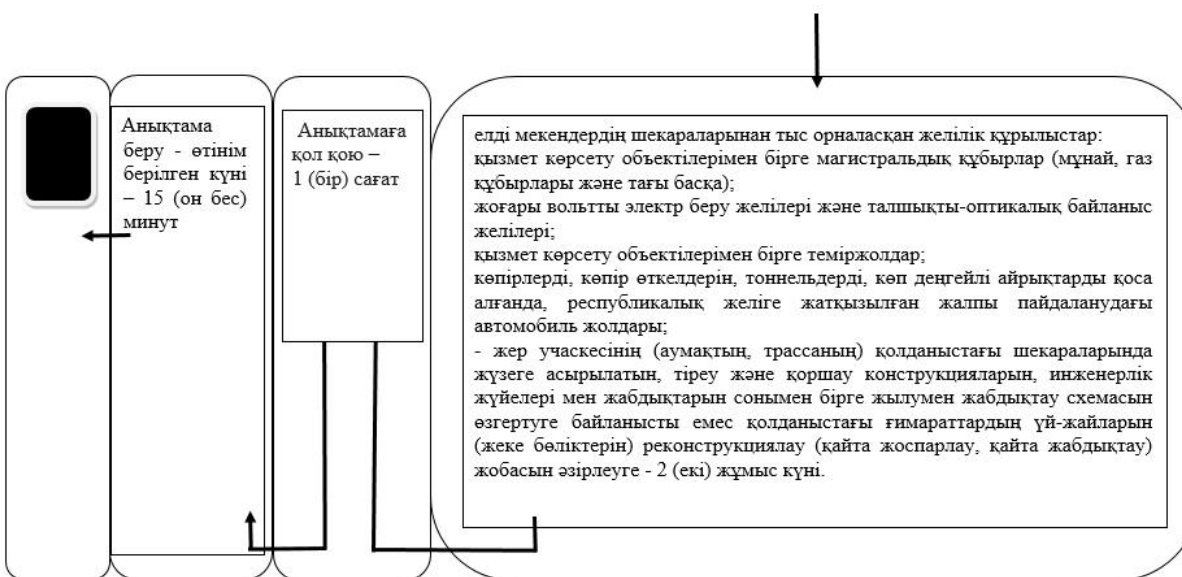 Анықтама
беру - өтінім
берілген күні
– 15 (он бес)
минут
Анықтамаға
қол қою –
1 (бір) сағат
елді мекендердің шекараларынан тыс орналасқан желілік құрылыстар:
қызмет көрсету объектілерімен бірге магистральдық құбырлар (мұнай, газ
құбырлары және тағы басқа);
жоғары вольтты электр беру желілері және талшықты-оптикалық байланыс
желілері;
қызмет көрсету объектілерімен бірге теміржолдар;
көпірлерді, көпір өткелдерін, тоннельдерді, көп деңгейлі айрықтарды қоса
алғанда, республикалық желіге жатқызылған жалпы пайдаланудағы
автомобиль жолдары;
- жер учаскесінің (аумақтың, трассаның) қолданыстағы шекараларында
жүзеге асырылатын, тіреу және қоршау конструкцияларын, инженерлік
жүйелері мен жабдықтарын сонымен бірге жылумен жабдықтау схемасын
өзгертуге байланысты емес қолданыстағы ғимараттардың үй-жайларын
(жеке бөліктерін) реконструкциялау (қайта жоспарлау, қайта жабдықтау)
жобасын әзірлеуге - 2 (екі) жұмыс күні.